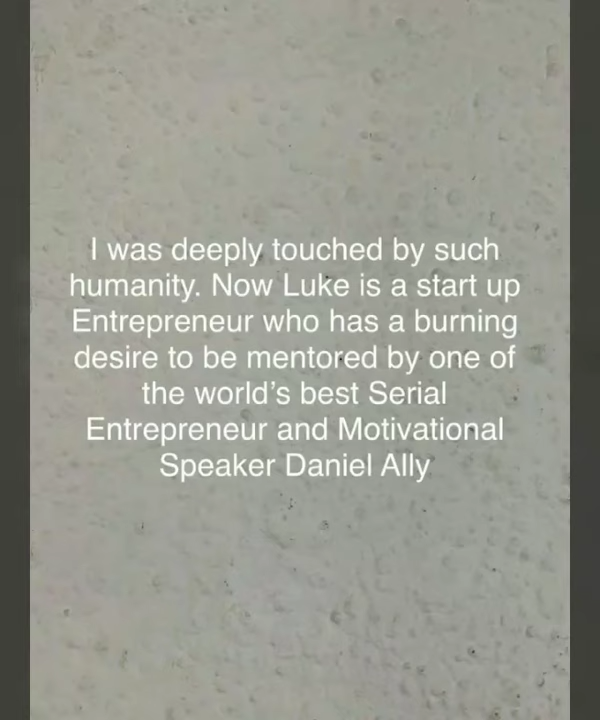 I was deeply touched by such
humanity. Now Luke is a start up
Entrepreneur who has a burning
desire to be mentored by one of
the world's best Serial
Entrepreneur and Motivational
Speaker Daniel Ally